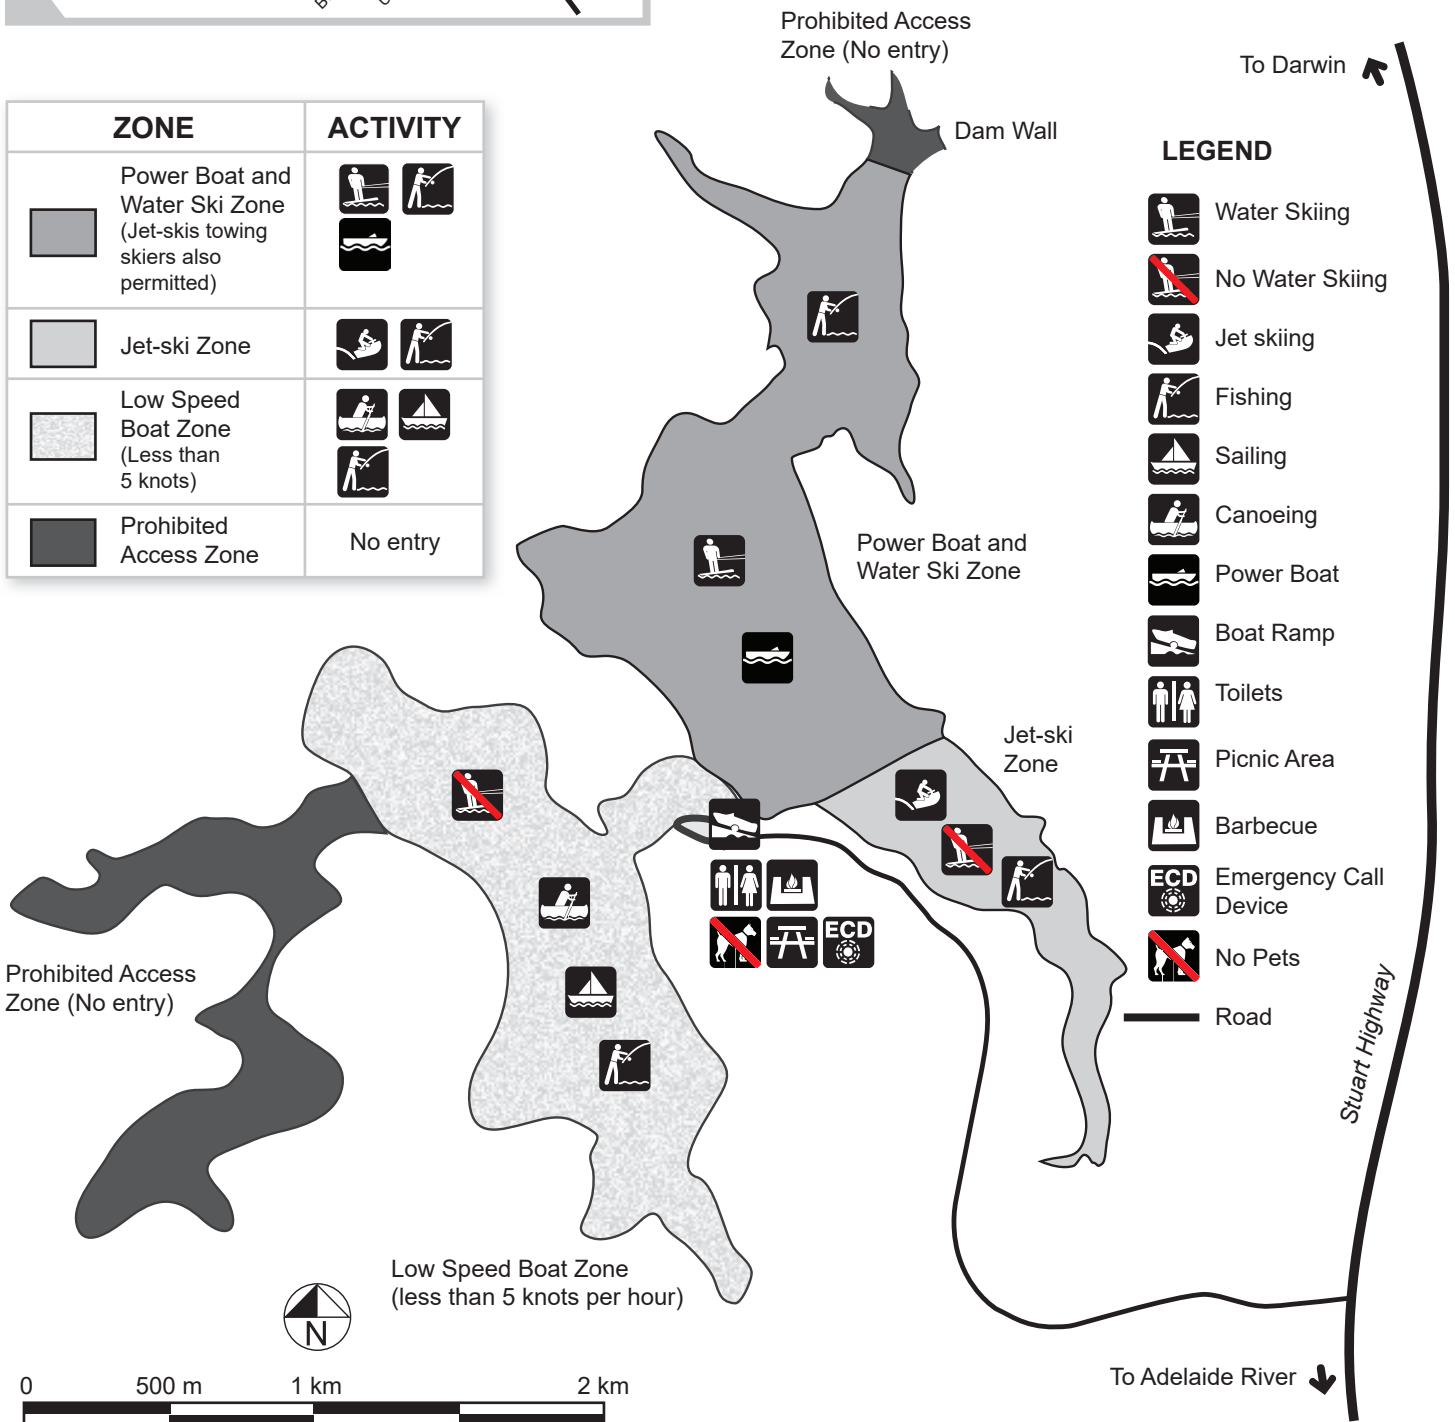 Prohibited Access
Zone (No entry)
To Darwin
Dam Wall
ZONE
ACTIVITY
Power Boat and
Water Ski Zone
(Jet-skis towing
skiers also
permitted)
Jet-ski Zone
Low Speed
Boat Zone
(Less than
5 knots)
Prohibited
Access Zone
No entry
LEGEND
Water Skiing
No Water Skiing
Jet skiing
Fishing
Sailing
Canoeing
Power Boat
Boat Ramp
Toilets
Picnic Area
Barbecue
ECD
Emergency Call
Device
No Pets
Road
Power Boat and
Water Ski Zone
Jet-ski
Zone
ECD
Prohibited Access
Zone (No entry)
Stuart Highway
Low Speed Boat Zone
(less than 5 knots per hour)
N
To Adelaide River
0 500 m 1 km 2 km